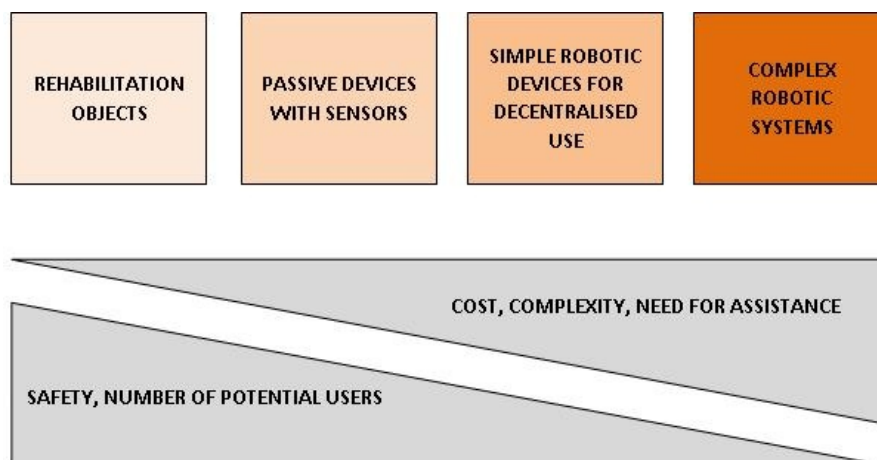 REHABILITATION
OBJECTS
PASSIVE DEVICES
WITH SENSORS
SIMPLE ROBOTIC
DEVICES FOR
DECENTRALISED
USE
COMPLEX
ROBOTIC
SYSTEMS
COST, COMPLEXITY, NEED FOR ASSISTANCE
SAFETY, NUMBER OF POTENTIAL USERS